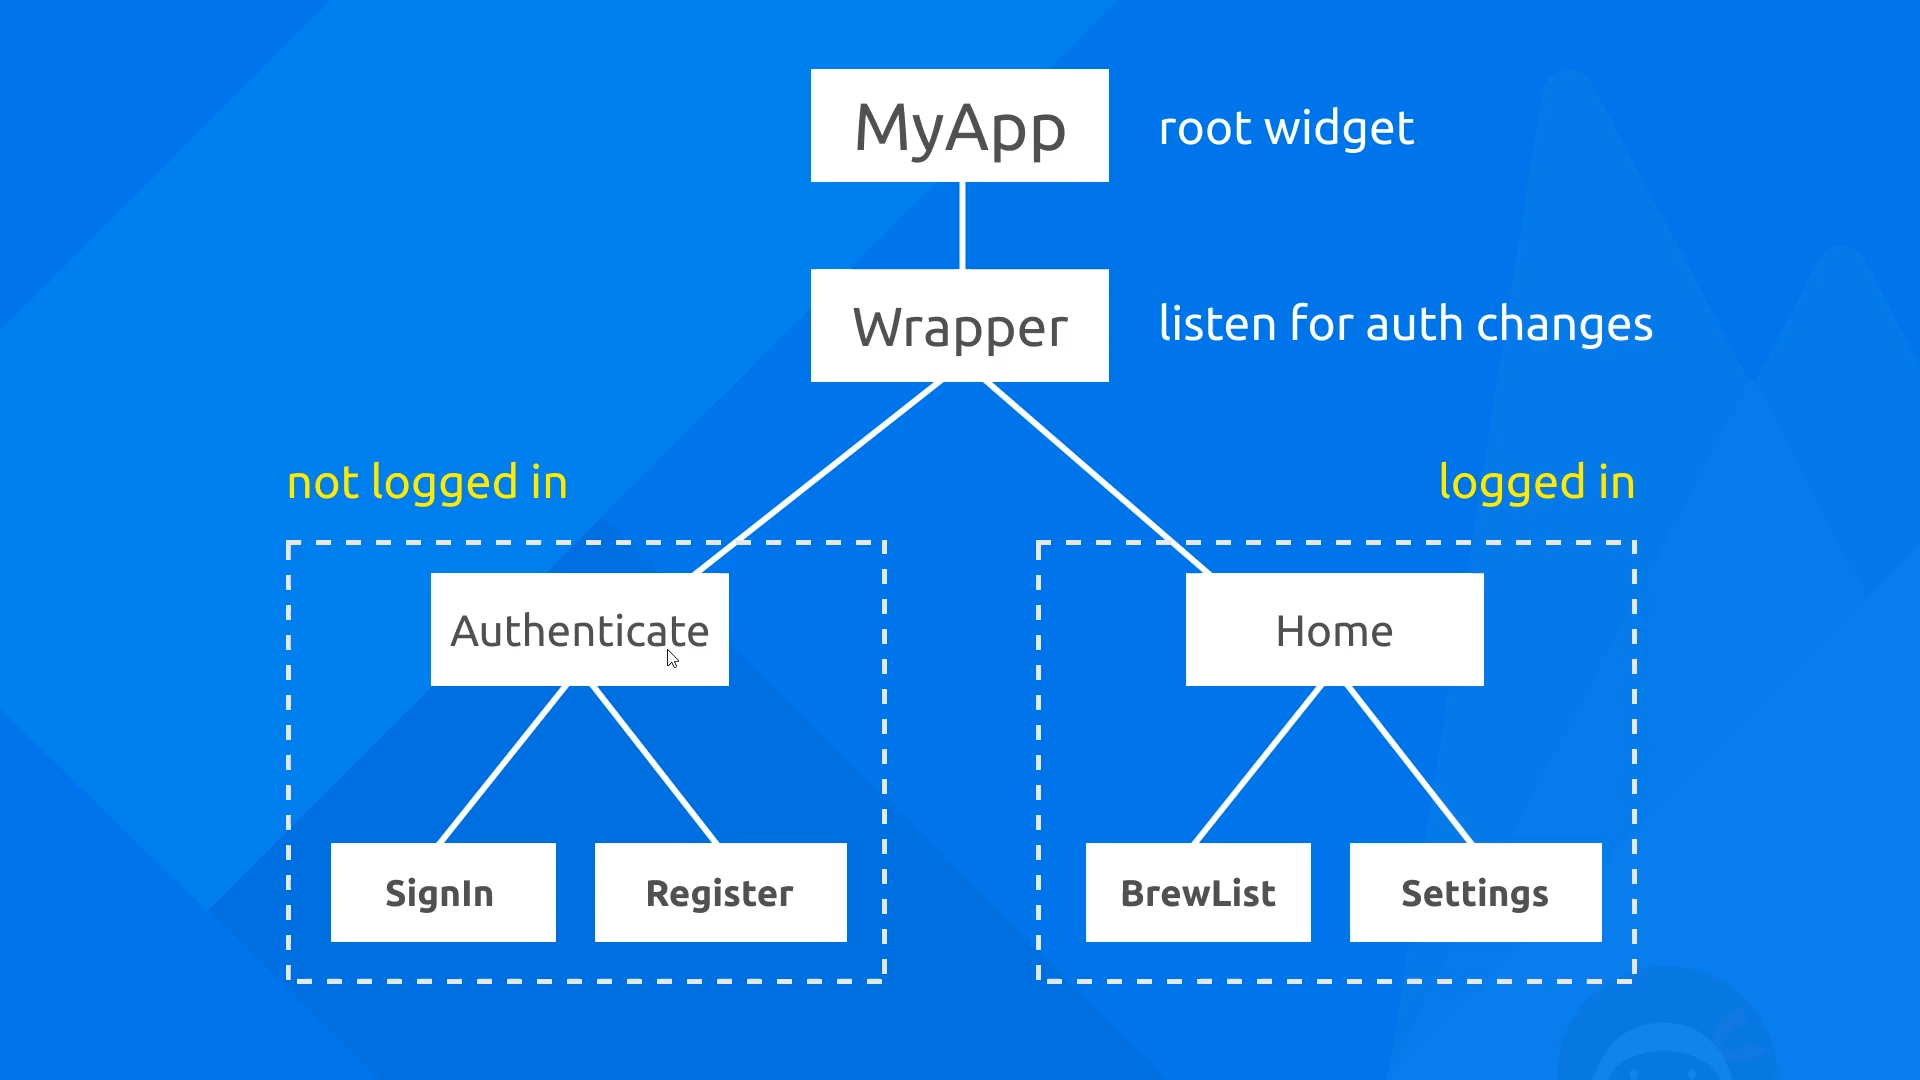 MyApp
root widget
Wrapper
listen for auth changes
not logged in
logged in
Authenticate
Home
SignIn
Register
BrewList
Settings